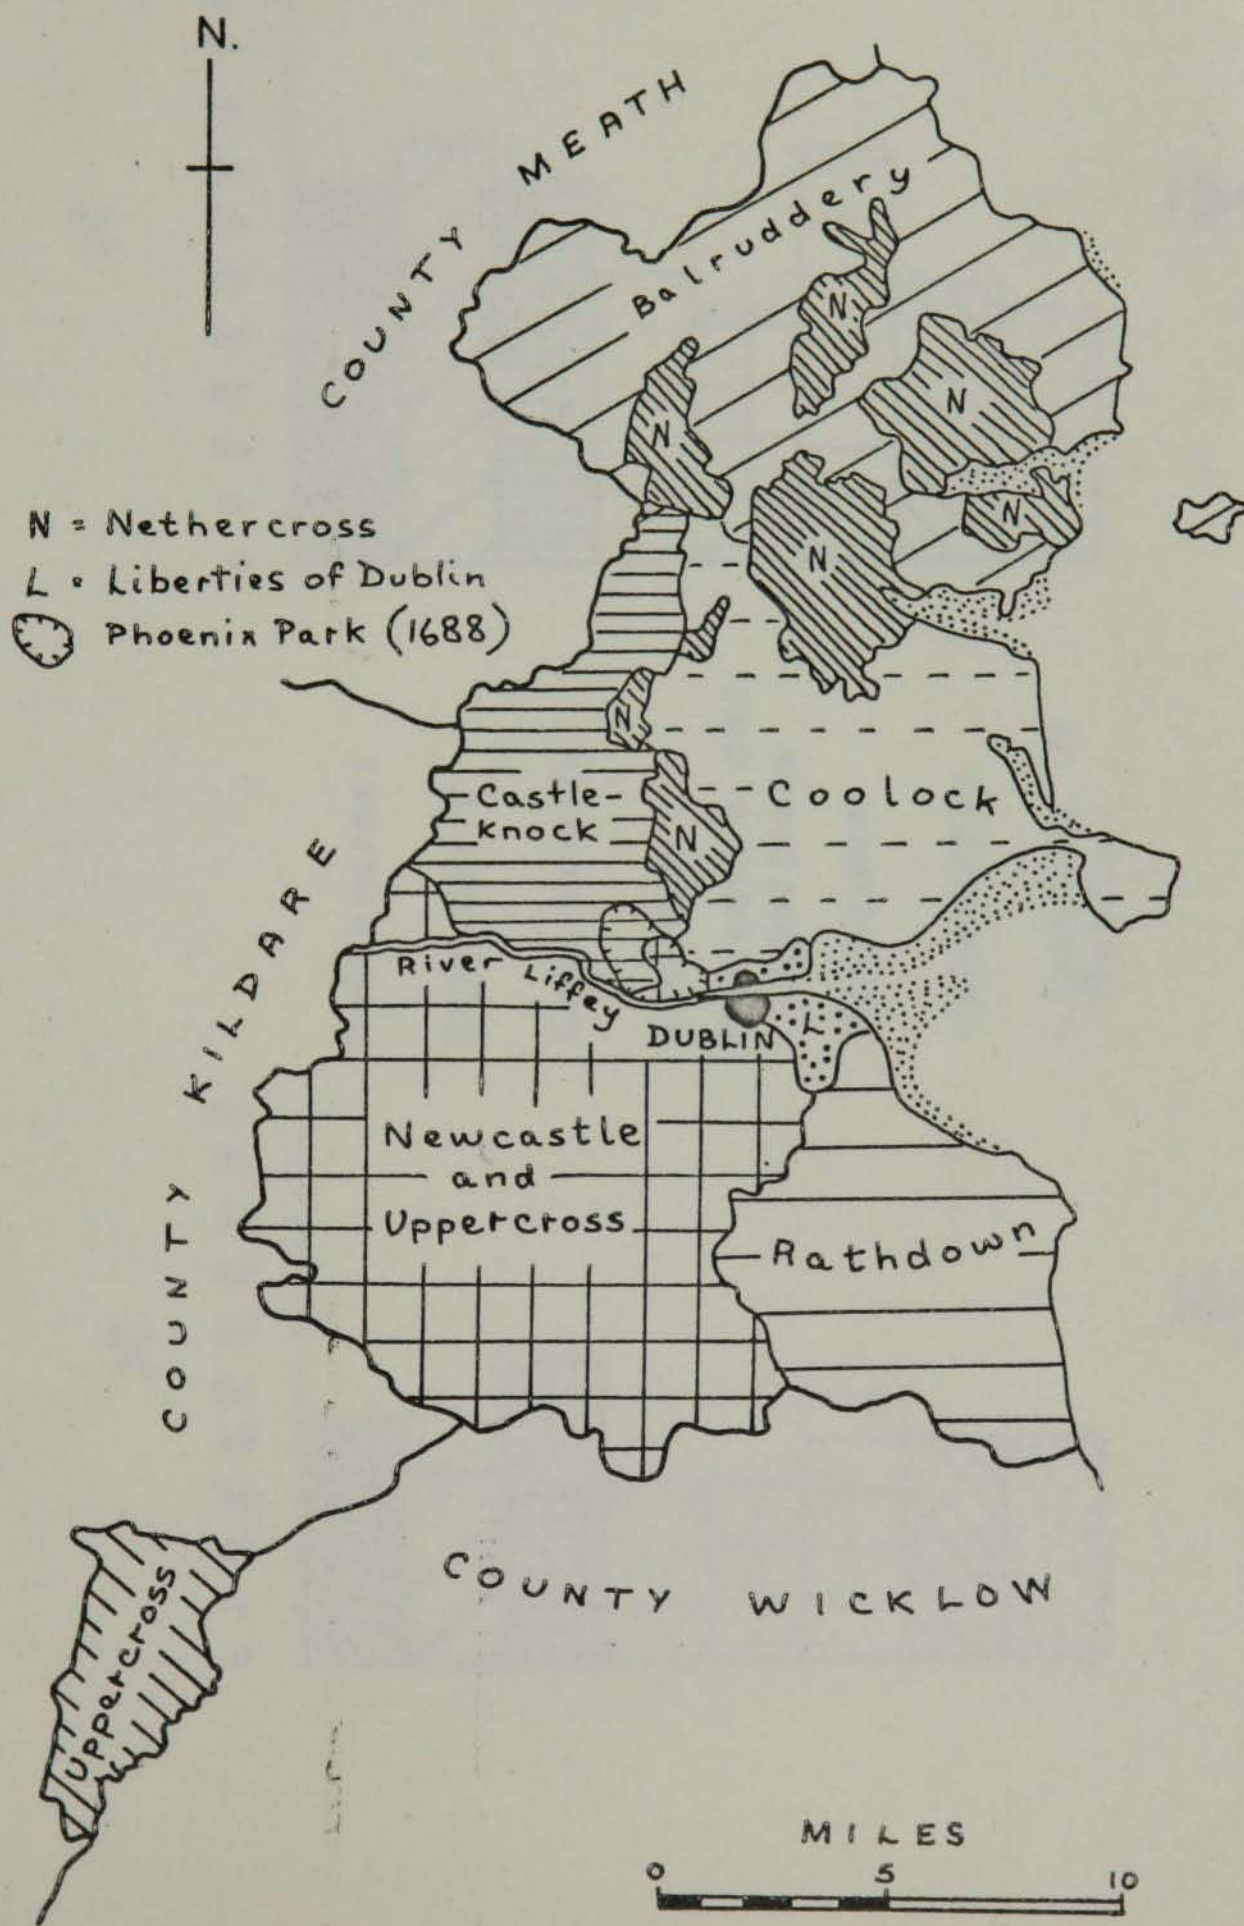 N.
COUNTY MEATH
Balruddery
N
N
N
N
N
N = Nethercross
L = Liberties of Dublin
Phoenix Park (1688)
N
Castle-
knock
Coolock
N
COUNTY KILDARE
River Liffey
DUBLIN
L
Newcastle
and
Uppercross
Rathdown
COUNTY WICKLOW
Uppercross
MILES
0 5 10